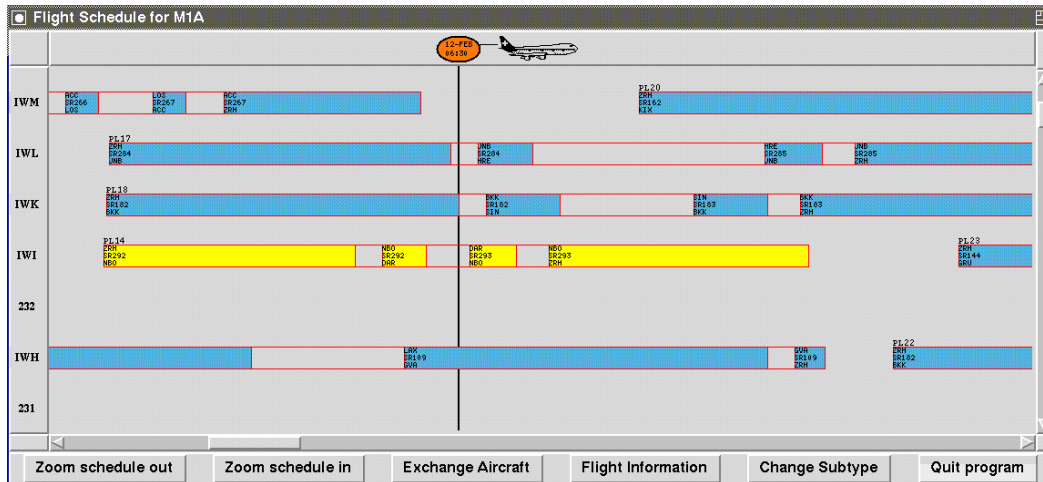 Flight Schedule for M1A
12-FEB
06:30
IWM
ACC
SR266
LOS
LOS
SR267
ACC
ACC
SR267
ZRH
PL20
ZRH
SR162
KIX
IWL
PL17
ZRH
SR284
JNB
JNB
SR284
HRE
HRE
SR285
JNB
JNB
SR285
ZRH
IWK
PL18
ZRH
SR182
BKK
BKK
SR182
SIN
SIN
SR183
BKK
BKK
SR183
ZRH
IWI
PL14
ZRH
SR292
NBO
NBO
SR292
DAR
DAR
SR293
NBO
NBO
SR293
ZRH
PL23
ZRH
SR144
GRU
232
IWH
LAX
SR109
GVA
GVA
SR109
ZRH
PL22
ZRH
SR182
BKK
231
Zoom schedule out
Zoom schedule in
Exchange Aircraft
Flight Information
Change Subtype
Quit program